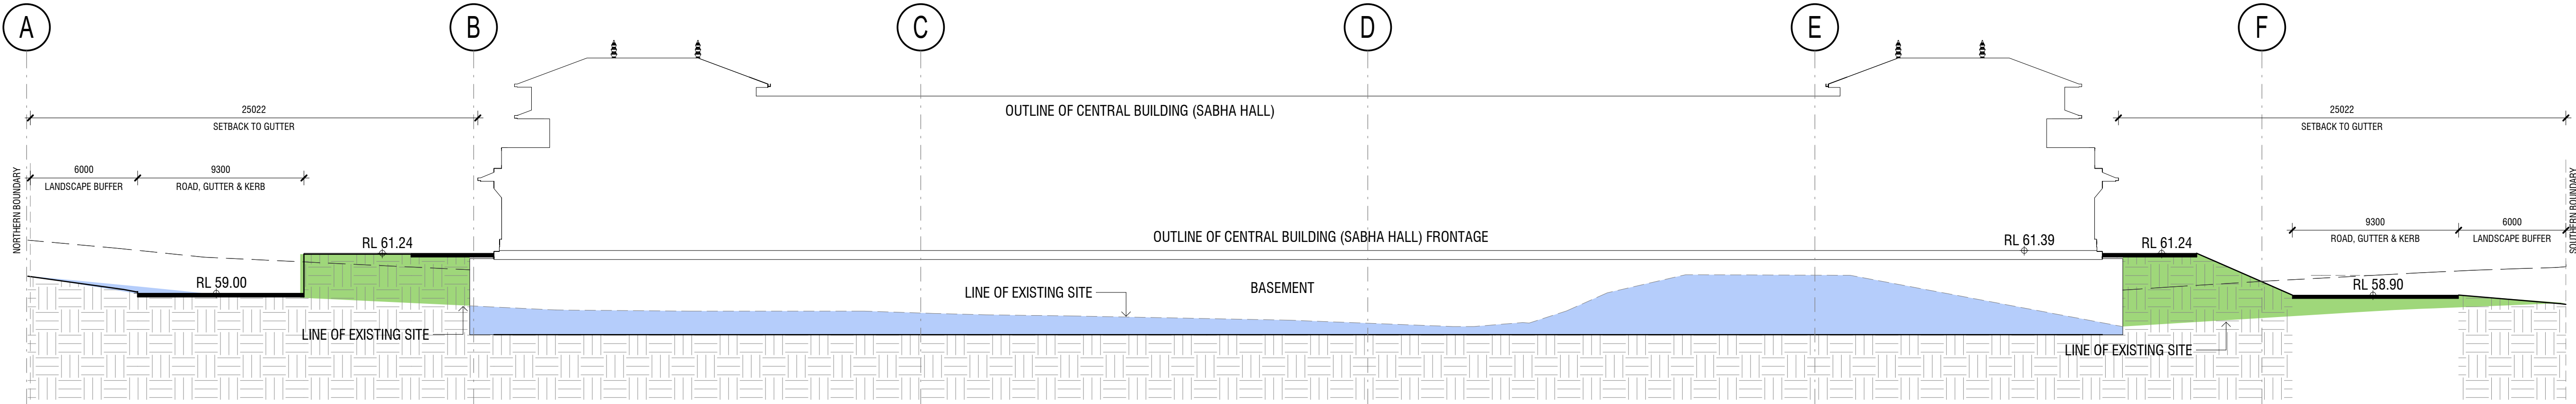 A
B
C
D
E
F
OUTLINE OF CENTRAL BUILDING (SABHA HALL)
25022
SETBACK TO GUTTER
25022
SETBACK TO GUTTER
NORTHERN BOUNDARY
6000
LANDSCAPE BUFFER
9300
ROAD, GUTTER & KERB
9300
ROAD, GUTTER & KERB
6000
LANDSCAPE BUFFER
SOUTHERN BOUNDARY
RL 61.24
OUTLINE OF CENTRAL BUILDING (SABHA HALL) FRONTAGE
RL 61.39
RL 61.24
RL 59.00
LINE OF EXISTING SITE
BASEMENT
RL 58.90
LINE OF EXISTING SITE
LINE OF EXISTING SITE